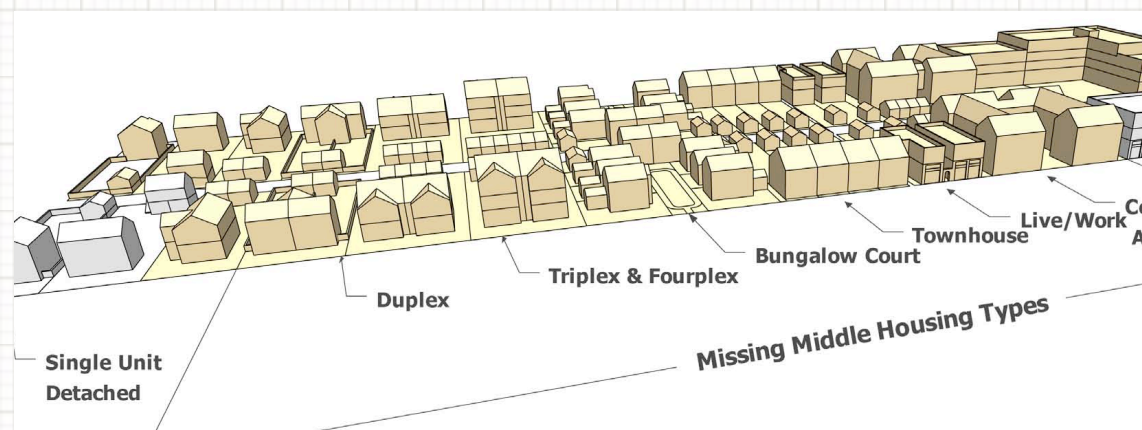 Single Unit
Detached
Duplex
Triplex & Fourplex
Bungalow Court
Townhouse
Live/Work
Missing Middle Housing Types